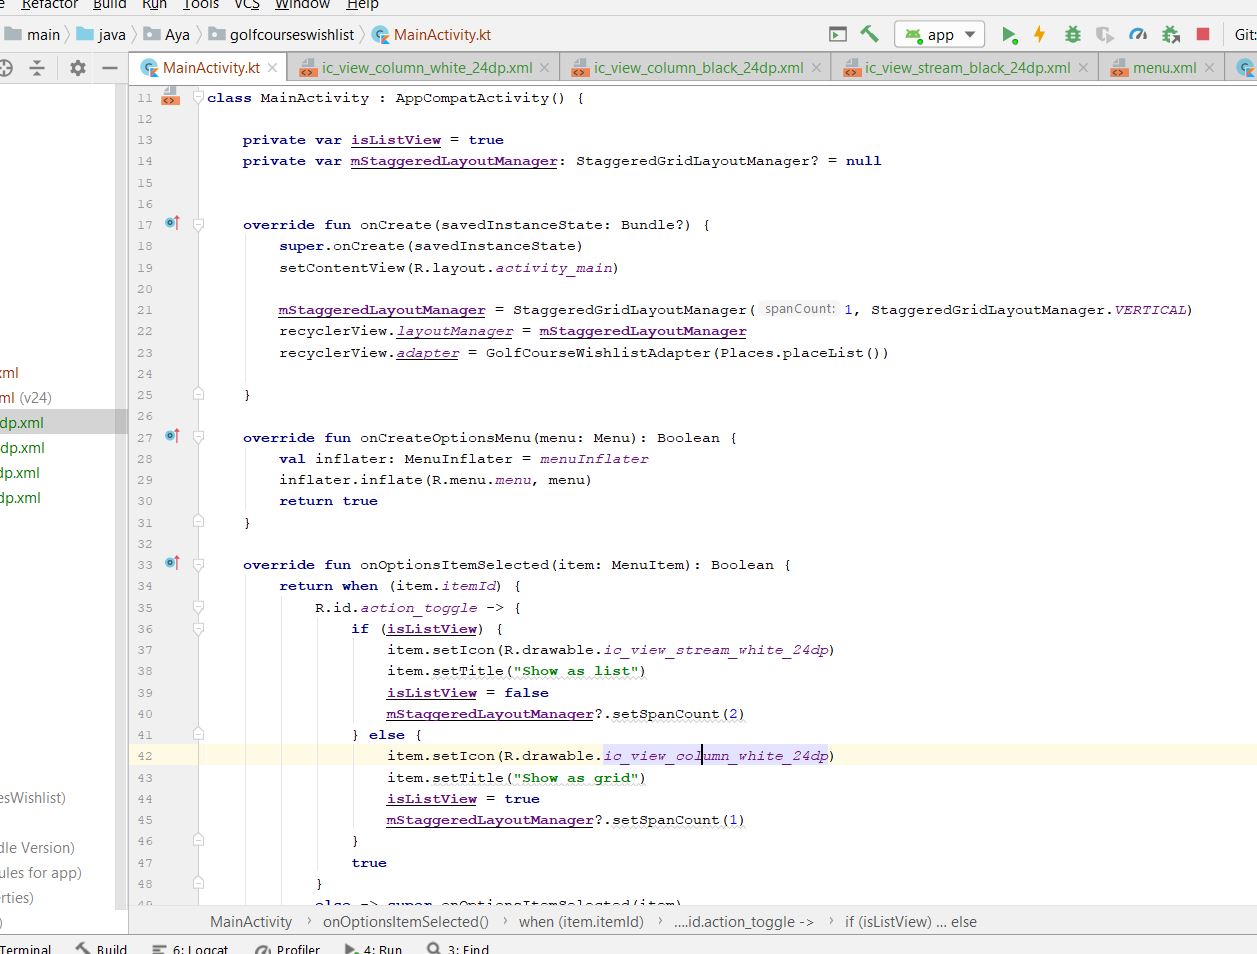 Refactor Build Run Tools VCS Window Help
main java Aya golfcourseswishlist MainActivity.kt app Git:
MainActivity.kt ic_view_column_white_24dp.xml ic_view_column_black_24dp.xml ic_view_stream_black_24dp.xml menu.xml
11 class MainActivity : AppCompatActivity() {
12
13 private var isListView = true
14 private var mStaggeredLayoutManager: StaggeredGridLayoutManager? = null
15
16
17 override fun onCreate(savedInstanceState: Bundle?) {
18 super.onCreate(savedInstanceState)
19 setContentView(R.layout.activity_main)
20
21 mStaggeredLayoutManager = StaggeredGridLayoutManager( spanCount: 1, StaggeredGridLayoutManager.VERTICAL)
22 recyclerView.layoutManager = mStaggeredLayoutManager
23 recyclerView.adapter = GolfCourseWishlistAdapter(Places.placeList())
24
25 }
26
27 override fun onCreateOptionsMenu(menu: Menu): Boolean {
28 val inflater: MenuInflater = menuInflater
29 inflater.inflate(R.menu.menu, menu)
30 return true
31 }
32
33 override fun onOptionsItemSelected(item: MenuItem): Boolean {
34 return when (item.itemId) {
35 R.id.action_toggle -> {
36 if (isListView) {
37 item.setIcon(R.drawable.ic_view_stream_white_24dp)
38 item.setTitle("Show as list")
39 isListView = false
40 mStaggeredLayoutManager?.setSpanCount(2)
41 } else {
42 item.setIcon(R.drawable.ic_view_column_white_24dp)
43 item.setTitle("Show as grid")
44 isListView = true
45 mStaggeredLayoutManager?.setSpanCount(1)
46 }
47 true
48 }
49 else -> super.onOptionsItemSelected(item)
xml
ml (v24)
dp.xml
dp.xml
dp.xml
dp.xml
esWishlist)
dle Version)
ules for app)
erties)
)
MainActivity › onOptionsItemSelected() › when (item.itemId) › ....id.action_toggle -> › if (isListView) ... else
Terminal Build 6: Logcat Profiler 4: Run 3: Find